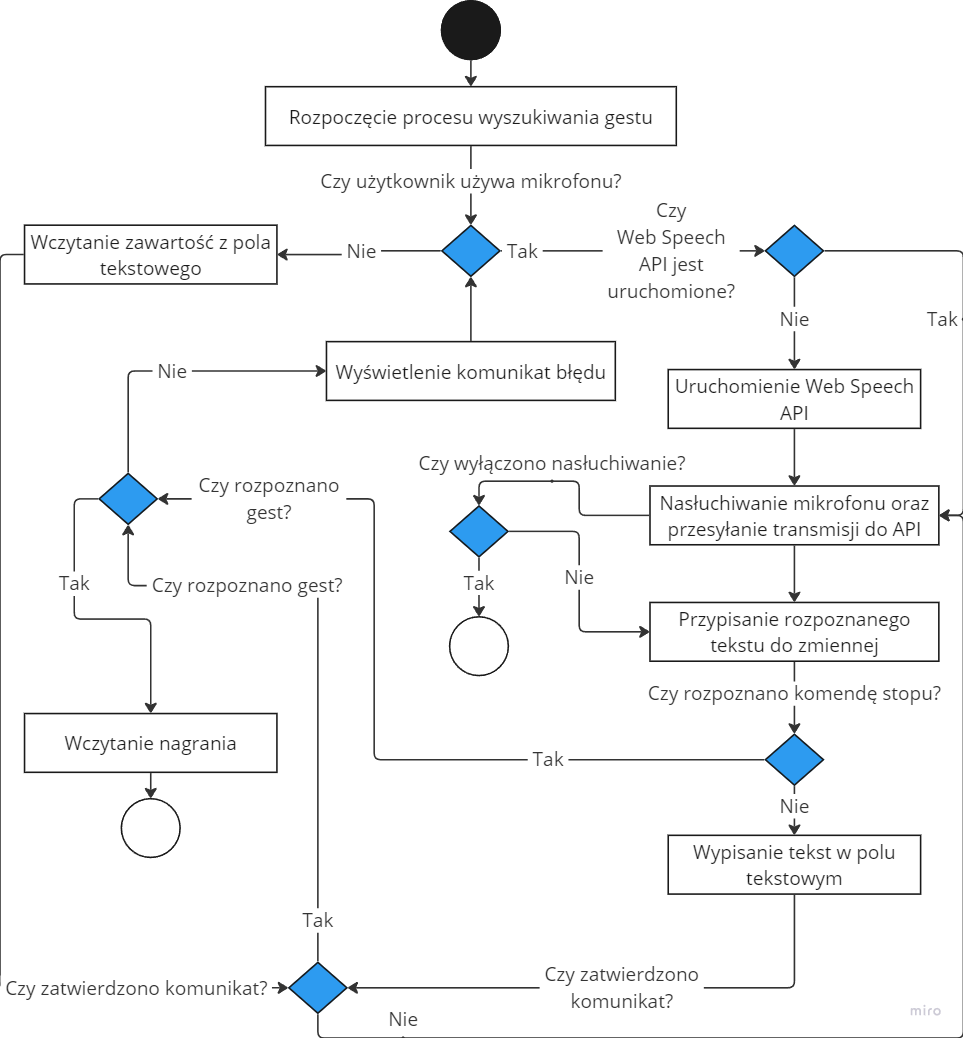 Rozpoczęcie procesu wyszukiwania gestu
Czy użytkownik używa mikrofonu?
Czy
Web Speech
API jest
uruchomione?
Wczytanie zawartość z pola
tekstowego
Nie
Tak
Nie
Tak
Wyświetlenie komunikat błędu
Nie
Uruchomienie Web Speech
API
Czy wyłączono nasłuchiwanie?
Czy rozpoznano
gest?
Nasłuchiwanie mikrofonu oraz
przesyłanie transmisji do API
Tak
Czy rozpoznano gest?
Tak
Nie
Przypisanie rozpoznanego
tekstu do zmiennej
Czy rozpoznano komendę stopu?
Wczytanie nagrania
Tak
Nie
Wypisanie tekst w polu
tekstowym
Tak
Czy zatwierdzono komunikat?
Czy zatwierdzono
komunikat?
Nie
miro